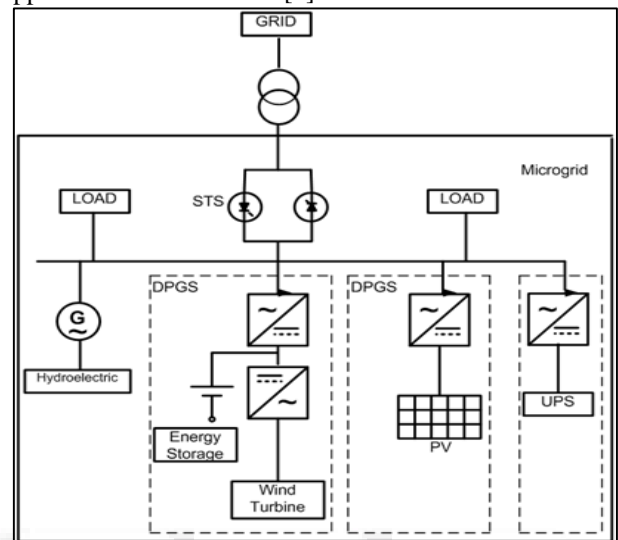 GRID
Microgrid
LOAD
STS
LOAD
DPGS
DPGS
G
Hydroelectric
UPS
Energy
Storage
PV
Wind
Turbine